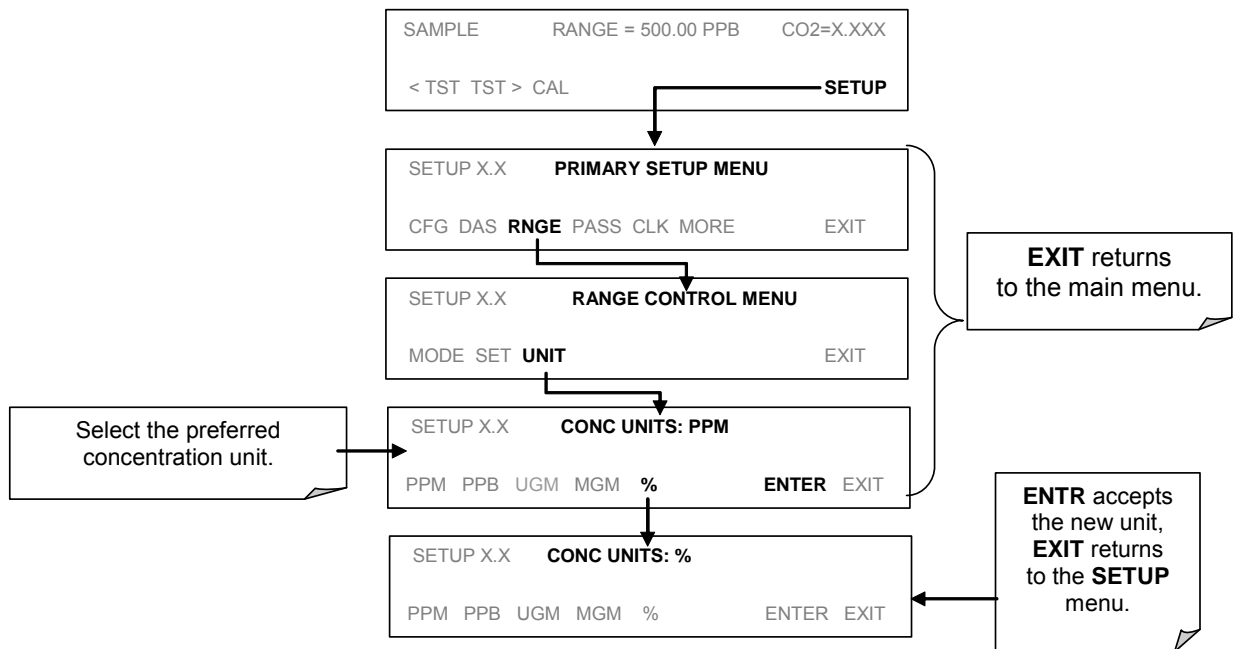 SAMPLE RANGE = 500.00 PPB CO2=X.XXX
< TST TST > CAL SETUP
SETUP X.X PRIMARY SETUP MENU
CFG DAS RNGE PASS CLK MORE EXIT
EXIT returns
to the main menu.
SETUP X.X RANGE CONTROL MENU
MODE SET UNIT EXIT
Select the preferred
concentration unit.
SETUP X.X CONC UNITS: PPM
PPM PPB UGM MGM % ENTER EXIT
SETUP X.X CONC UNITS: %
PPM PPB UGM MGM % ENTER EXIT
ENTR accepts
the new unit,
EXIT returns
to the SETUP
menu.